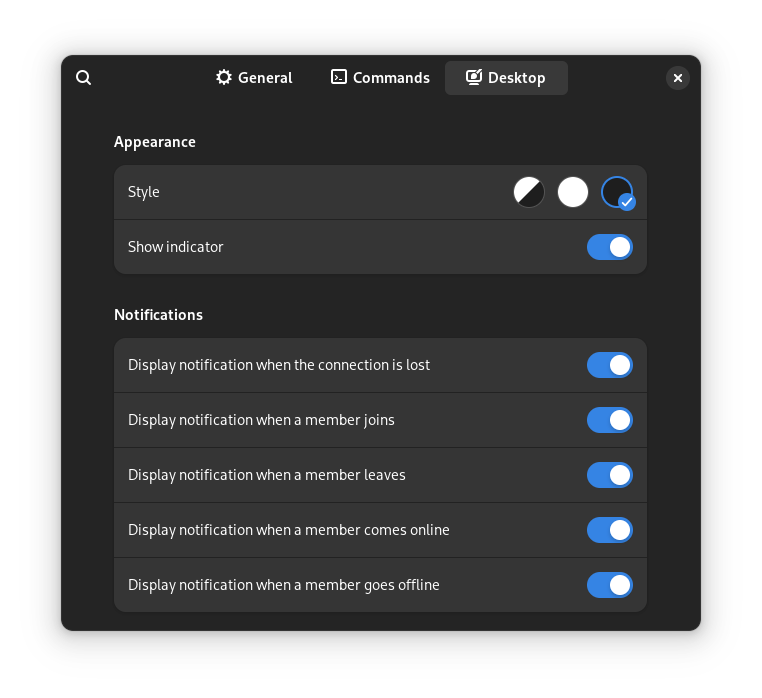 General
Commands
Desktop
Appearance
Style
Show indicator
Notifications
Display notification when the connection is lost
Display notification when a member joins
Display notification when a member leaves
Display notification when a member comes online
Display notification when a member goes offline